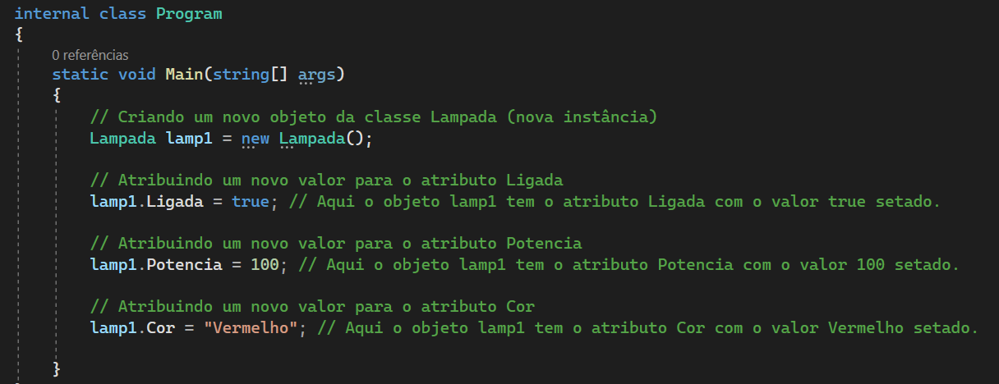 internal class Program
{
0 referências
static void Main(string[] args)
{
// Criando um novo objeto da classe Lampada (nova instância)
Lampada lamp1 = new Lampada();
// Atribuindo um novo valor para o atributo Ligada
lamp1.Ligada = true; // Aqui o objeto lamp1 tem o atributo Ligada com o valor true setado.
// Atribuindo um novo valor para o atributo Potencia
lamp1.Potencia = 100; // Aqui o objeto lamp1 tem o atributo Potencia com o valor 100 setado.
// Atribuindo um novo valor para o atributo Cor
lamp1.Cor = "Vermelho"; // Aqui o objeto lamp1 tem o atributo Cor com o valor Vermelho setado.
}